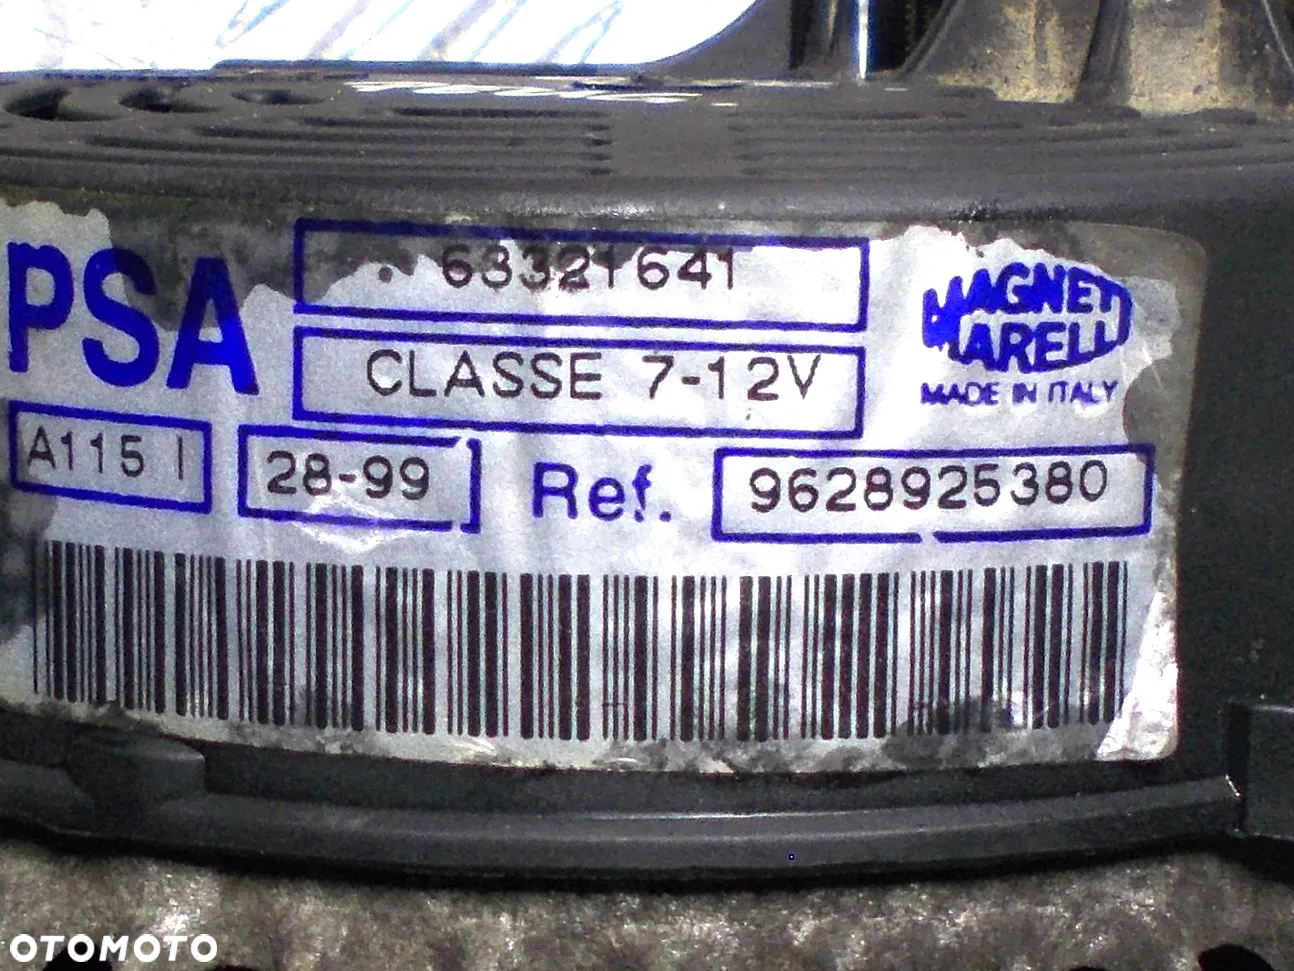 PSA
63321641
CLASSE 7-12V
MAGNETI
MARELLI
MADE IN ITALY
A115 I
28-99
Ref. 9628925380
OTOMOTO